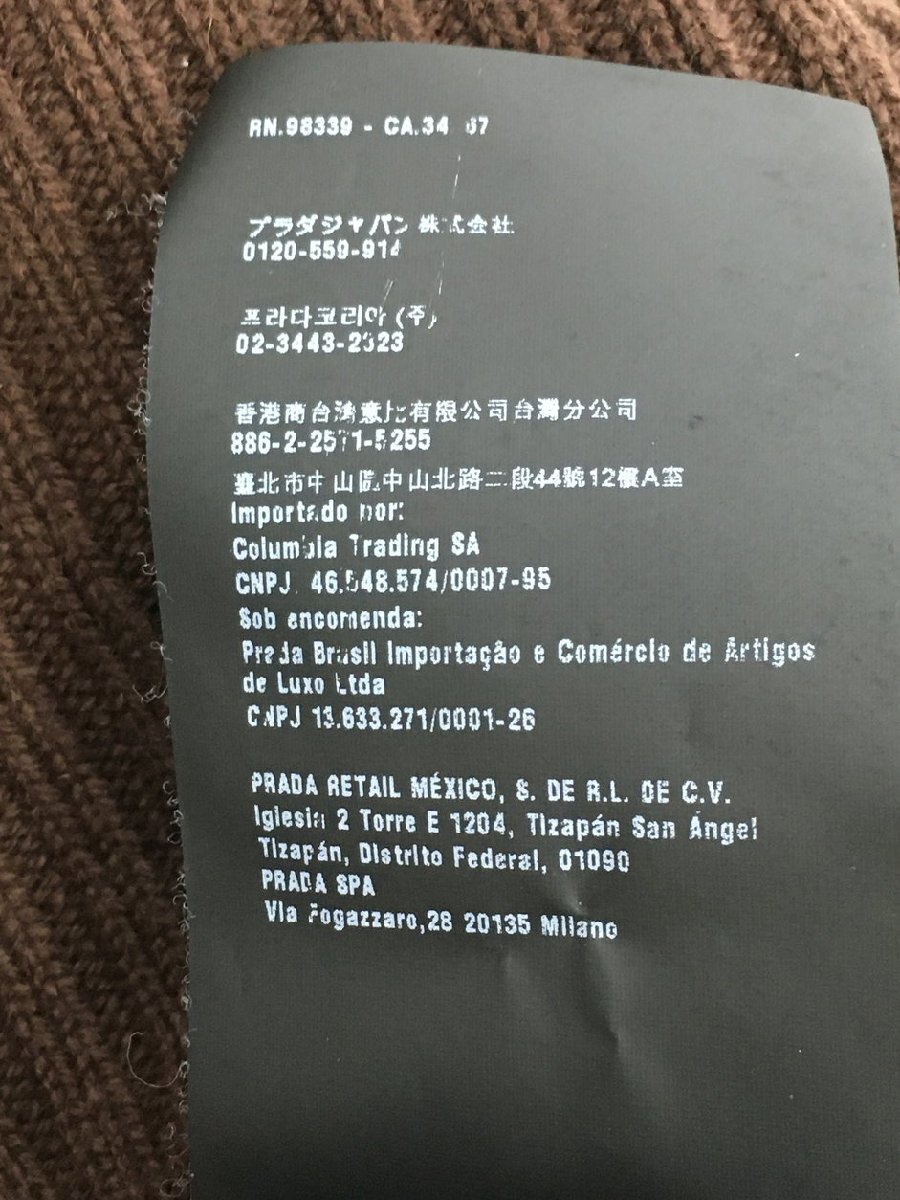 RN.98339 - CA.34 67
プラダジャパン株式会社
0120-559-914
프라다코리아 (주)
02-3443-2323
香港商台灣意比有限公司台灣分公司
886-2-2571-5255
臺北市中山區中山北路二段44號12樓A室
Importado por:
Columbia Trading SA
CNPJ 46.548.574/0007-95
Sob encomenda:
Prada Brasil Importação e Comércio de Artigos
de Luxo Ltda
CNPJ 13.633.271/0001-26
PRADA RETAIL MÉXICO, S. DE R.L. DE C.V.
Iglesia 2 Torre E 1204, Tizapán San Ángel
Tizapán, Distrito Federal, 01090
PRADA SPA
Via Fogazzaro,28 20135 Milano